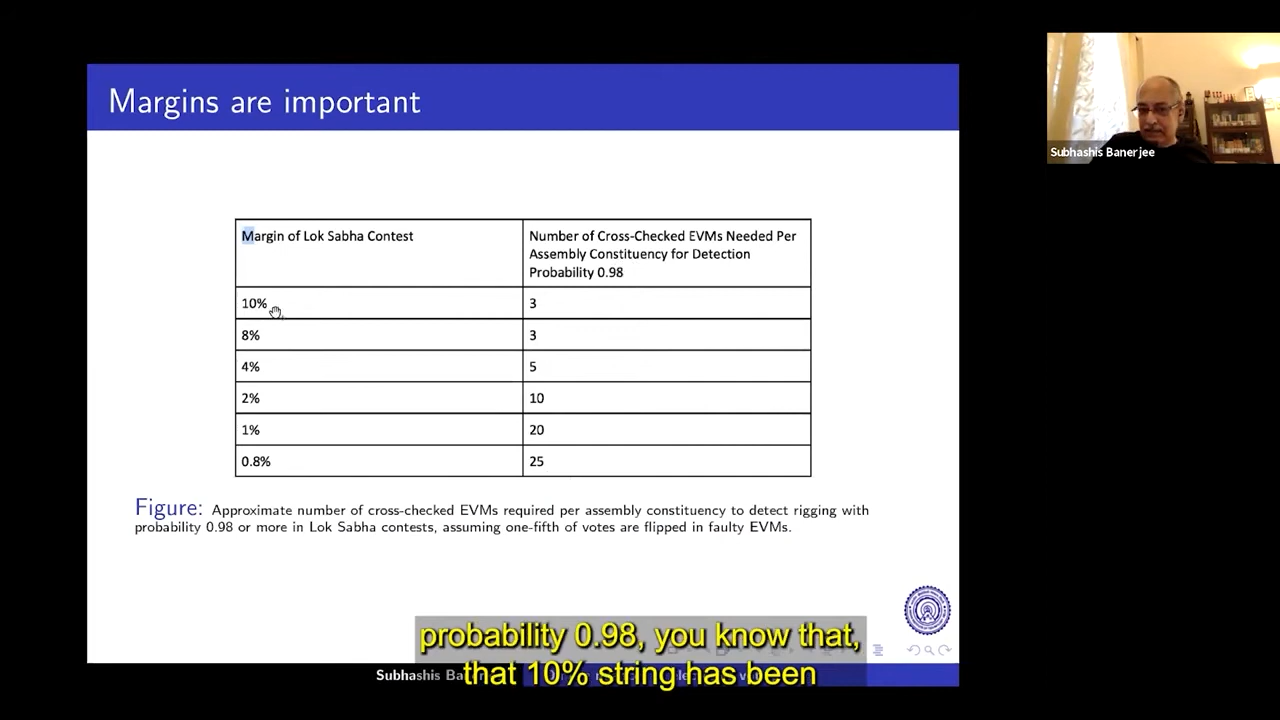 Margins are important
Subhashis Banerjee
Margin of Lok Sabha Contest
Number of Cross-Checked EVMs Needed Per
Assembly Constituency for Detection
Probability 0.98
10%
3
8%
3
4%
5
2%
10
1%
20
0.8%
25
Figure: Approximate number of cross-checked EVMs required per assembly constituency to detect rigging with
probability 0.98 or more in Lok Sabha contests, assuming one-fifth of votes are flipped in faulty EVMs.
probability 0.98, you know that,
that 10% string has been
Subhashis